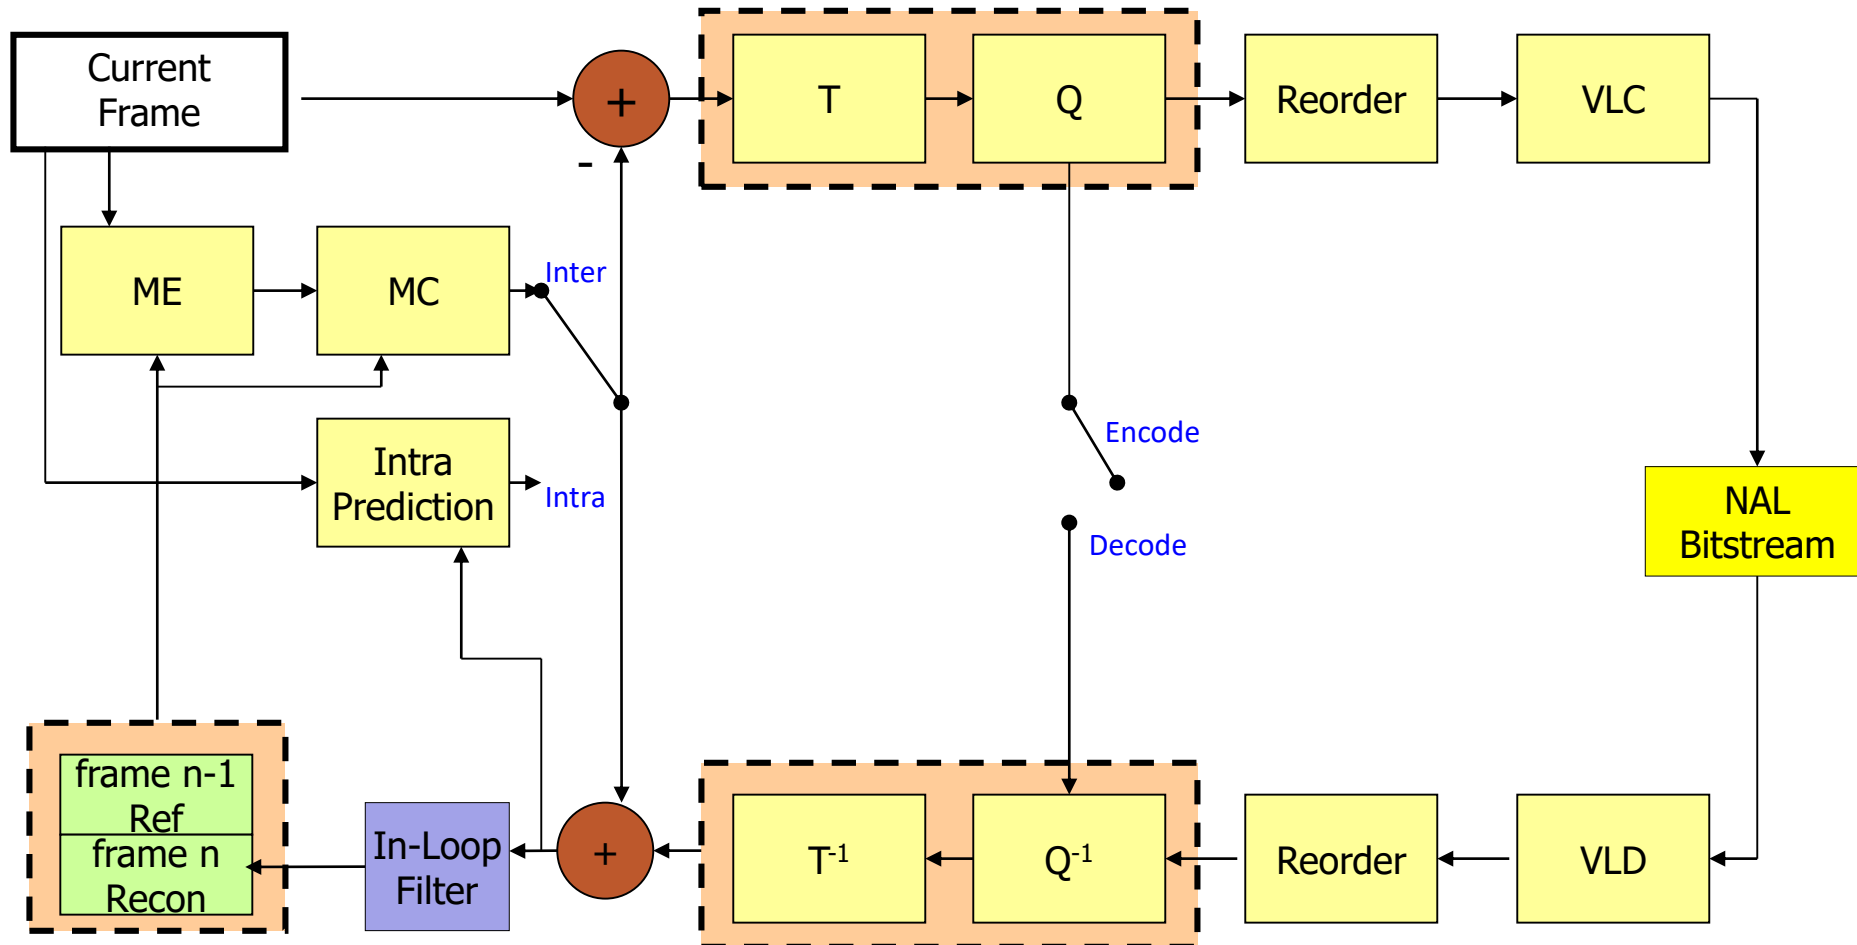 Current
Frame
+
T
Q
Reorder
VLC
-
ME
MC
Inter
Intra
Prediction
Intra
Encode
Decode
NAL
Bitstream
frame n-1
Ref
frame n
Recon
In-Loop
Filter
+
T⁻¹
Q⁻¹
Reorder
VLD